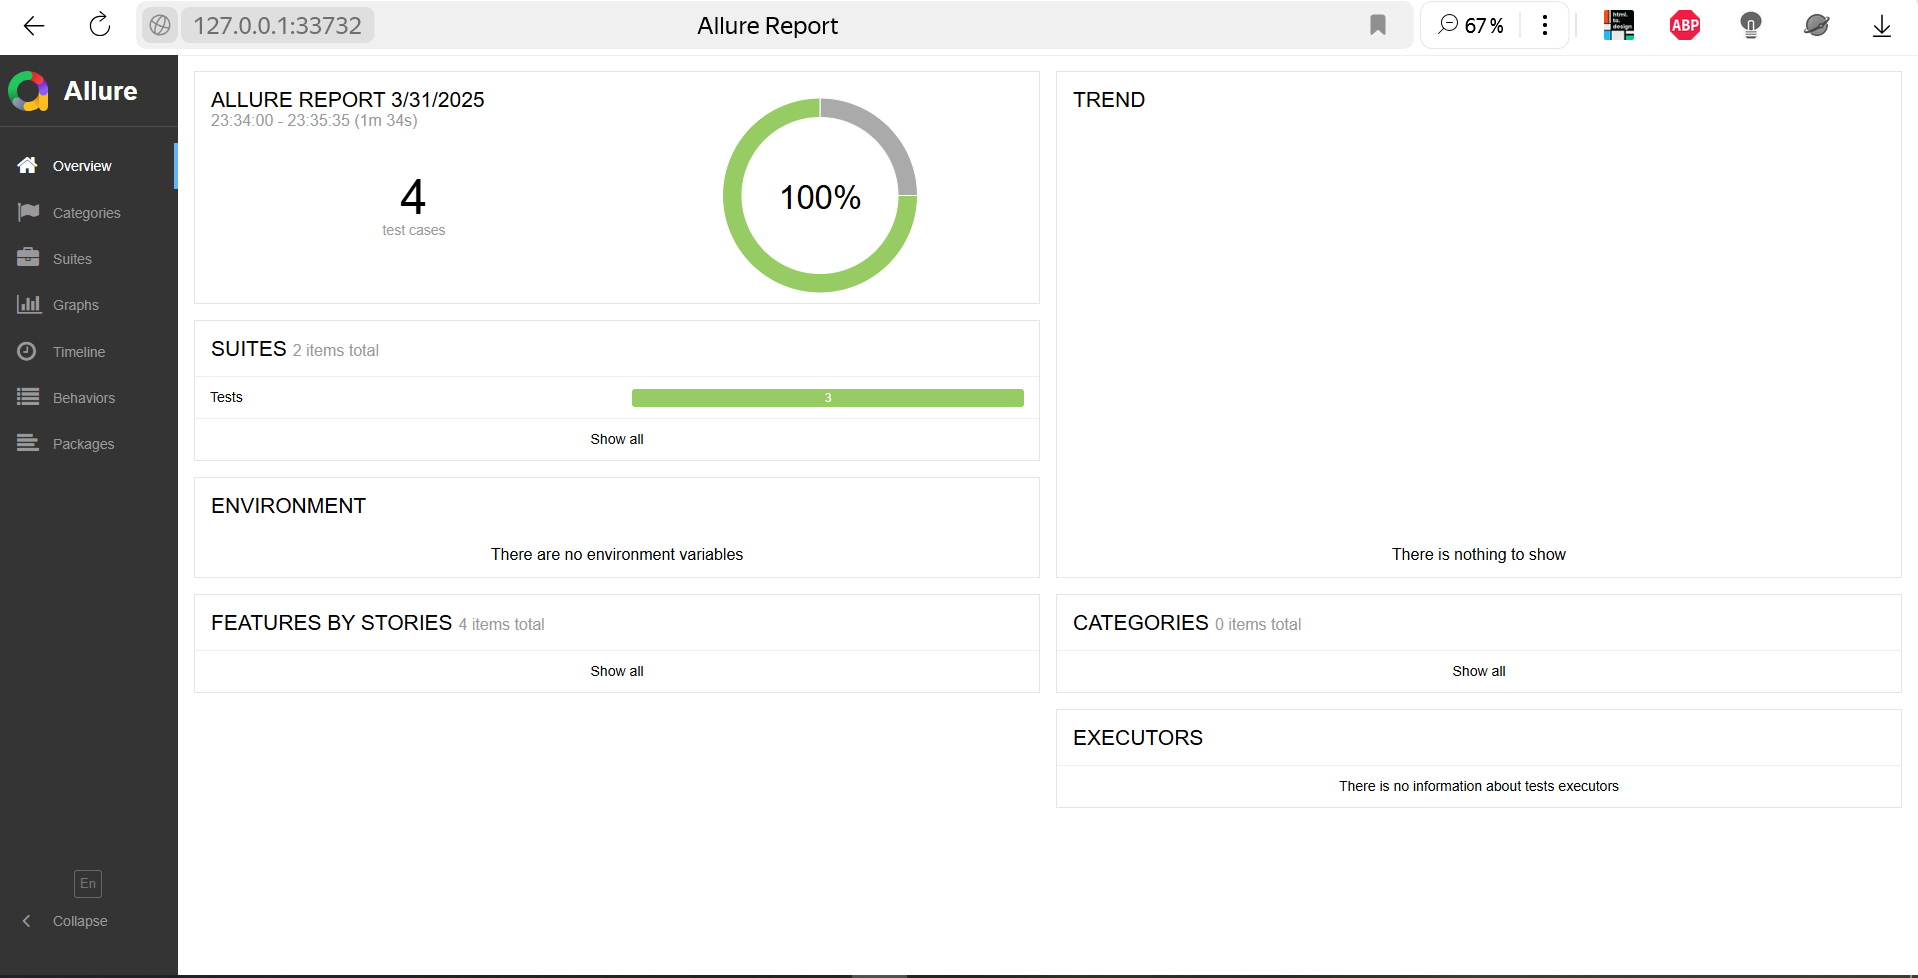 127.0.0.1:33732
Allure Report
67%
html.
to.
design
ABP
Allure
Overview
Categories
Suites
Graphs
Timeline
Behaviors
Packages
En
Collapse
ALLURE REPORT 3/31/2025
23:34:00 - 23:35:35 (1m 34s)
4
test cases
100%
SUITES 2 items total
Tests
3
Show all
ENVIRONMENT
There are no environment variables
FEATURES BY STORIES 4 items total
Show all
TREND
There is nothing to show
CATEGORIES 0 items total
Show all
EXECUTORS
There is no information about tests executors